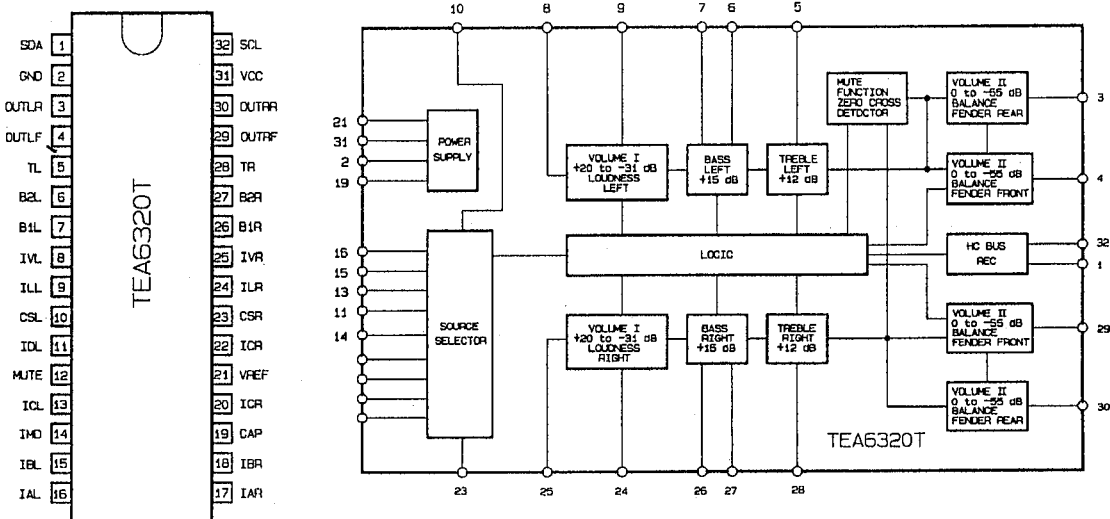 SDA 1
GND 2
OUTLR 3
OUTLF 4
TL 5
B2L 6
B1L 7
IVL 8
ILL 9
CSL 10
IDL 11
MUTE 12
ICL 13
IMO 14
IBL 15
IAL 16
TEA6320T
32 SCL
31 VCC
30 OUTRR
29 OUTRF
28 TR
27 B2R
26 B1R
25 IVR
24 ILR
23 CSR
22 ICR
21 VREF
20 ICR
19 CAP
18 IBR
17 IAR
10
8
9
7
6
5
21
31
2
19
POWER
SUPPLY
16
15
13
11
14
SOURCE
SELECTOR
VOLUME I
+20 to -31 dB
LOUDNESS
LEFT
BASS
LEFT
+15 dB
TREBLE
LEFT
+12 dB
MUTE
FUNCTION
ZERO CROSS
DETDCTOR
VOLUME II
0 to -55 dB
BALANCE
FENDER REAR
3
VOLUME II
0 to -55 dB
BALANCE
FENDER FRONT
4
LOGIC
HC BUS
REC
32
1
VOLUME I
+20 to -31 dB
LOUDNESS
RIGHT
BASS
RIGHT
+15 dB
TREBLE
RIGHT
+12 dB
VOLUME II
0 to -55 dB
BALANCE
FENDER FRONT
29
VOLUME II
0 to -55 dB
BALANCE
FENDER REAR
30
TEA6320T
23
25
24
26
27
28